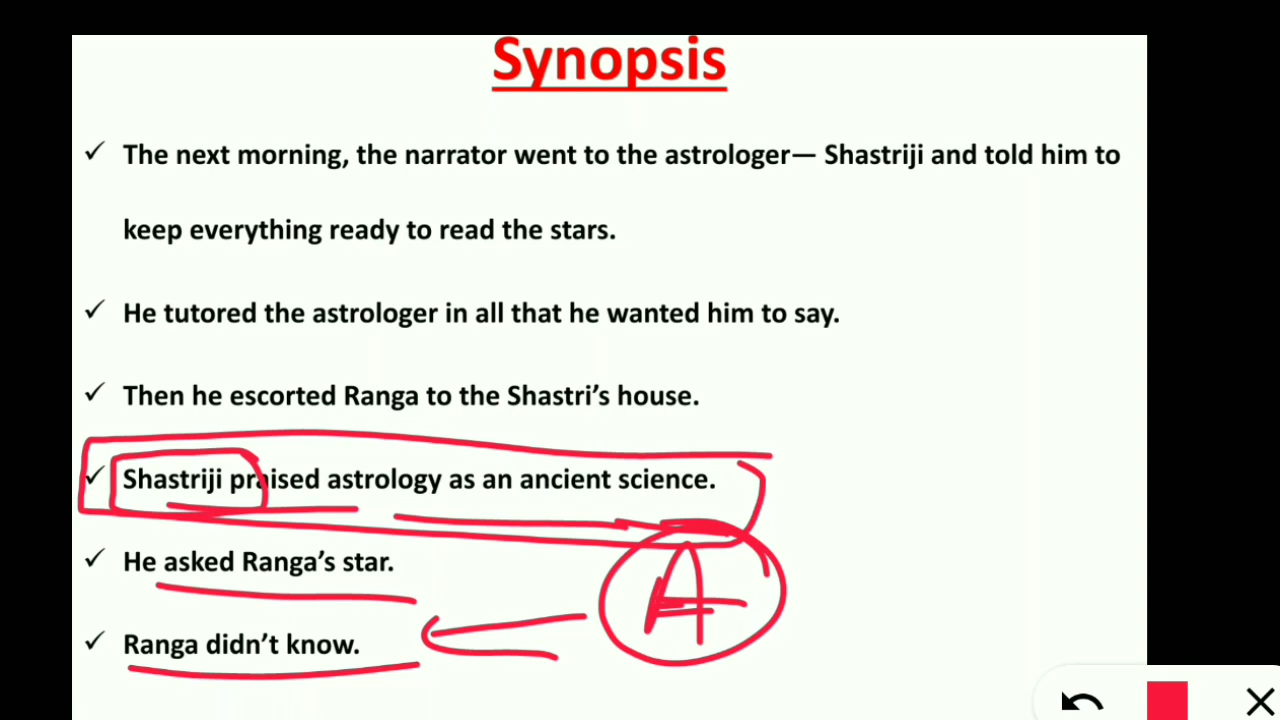 Synopsis
✓ The next morning, the narrator went to the astrologer— Shastriji and told him to
keep everything ready to read the stars.
✓ He tutored the astrologer in all that he wanted him to say.
✓ Then he escorted Ranga to the Shastri’s house.
✓ Shastriji praised astrology as an ancient science.
✓ He asked Ranga’s star.
A
✓ Ranga didn’t know.